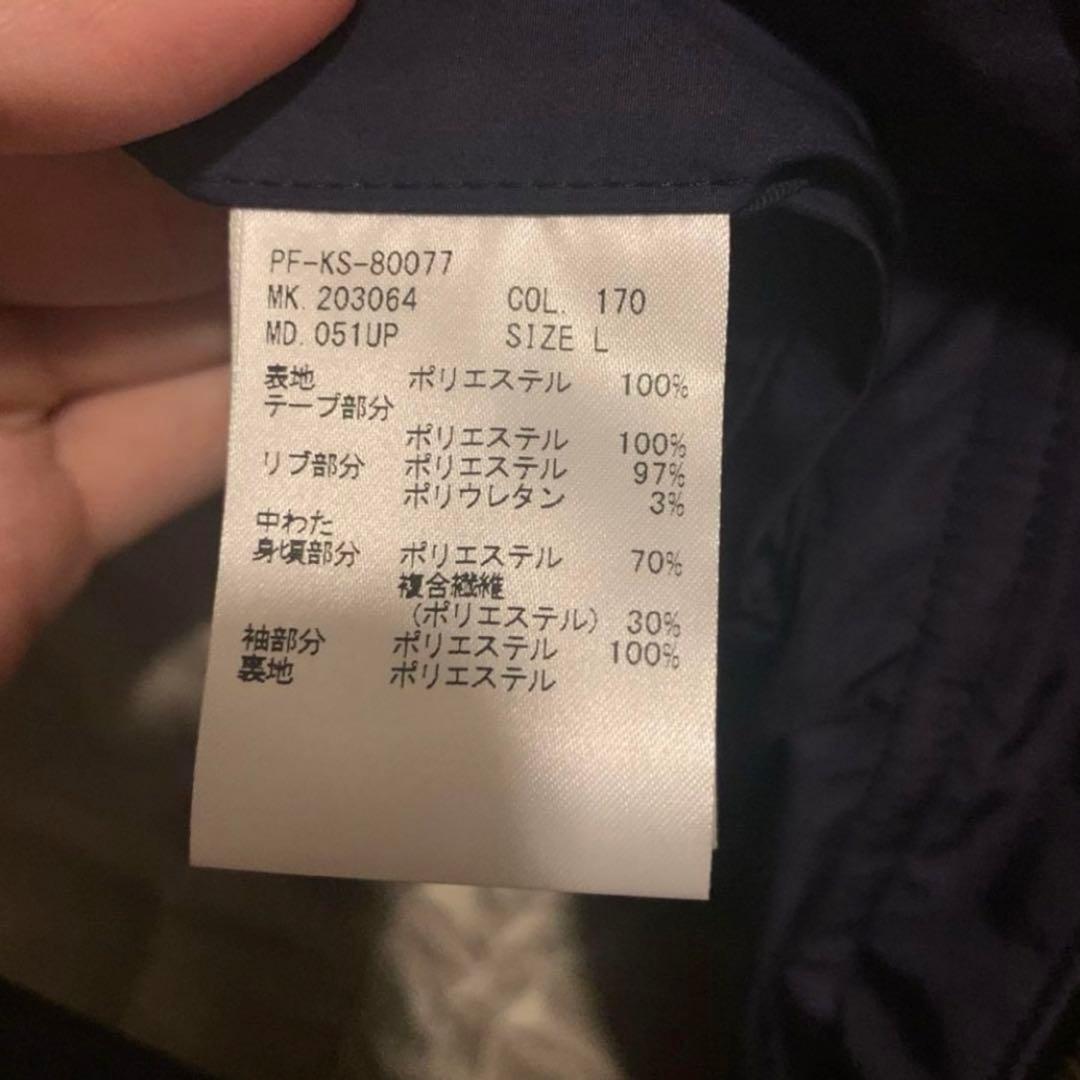 PF-KS-80077
MK. 203064 COL. 170
MD. 051UP SIZE L
表地 ポリエステル 100%
テープ部分
ポリエステル 100%
リブ部分 ポリエステル 97%
ポリウレタン 3%
中わた
身頃部分 ポリエステル 70%
複合繊維
(ポリエステル) 30%
袖部分 ポリエステル 100%
裏地 ポリエステル